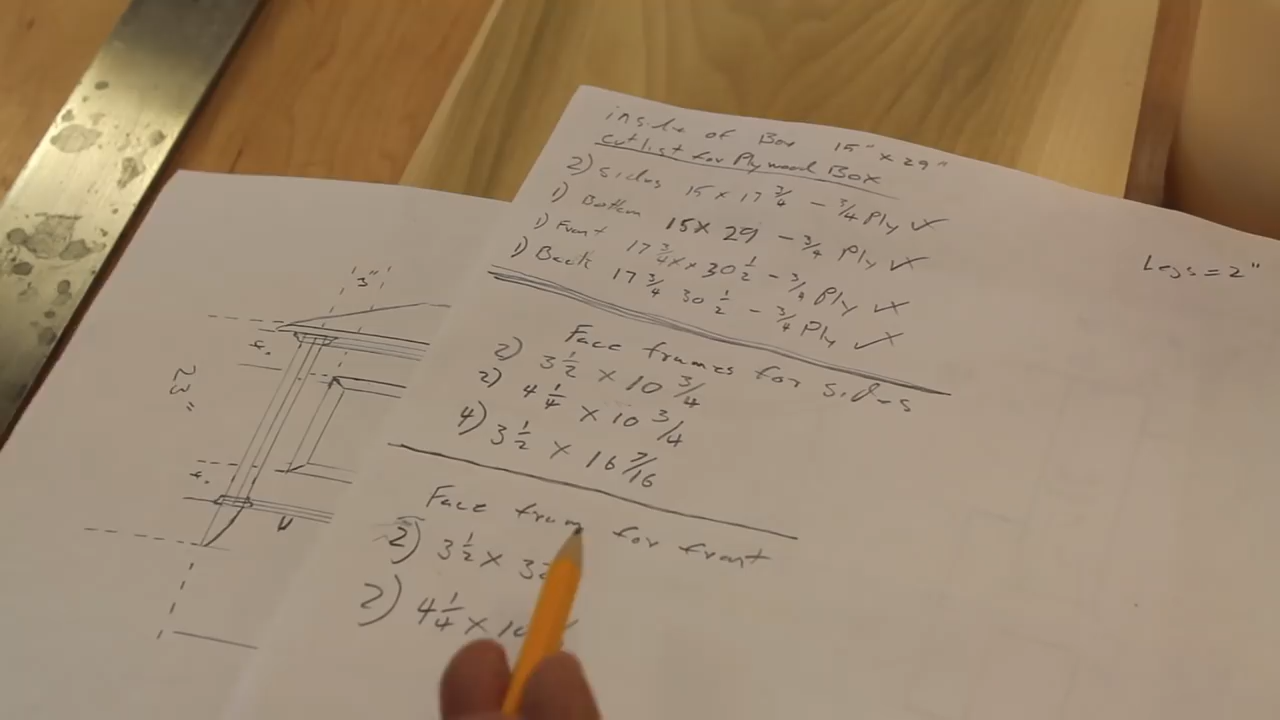 inside of Box 15" x 29"
Cutlist for Plywood Box
2) sides 15 x 17 3/4 - 3/4 Ply ✓
1) Bottom 15 x 29 - 3/4 Ply ✓
1) Front 17 3/4 x x 30 1/2 - 3/4 Ply ✓
1) Back 17 3/4 30 1/2 - 3/4 Ply ✓
Legs = 2"
Face frames for sides
2) 3 1/2 x 10 3/4
2) 4 1/4 x 10 3/4
4) 3 1/2 x 16 7/16
Face fram for front
2) 3 1/2 x
2) 4 1/4 x
3"
23"